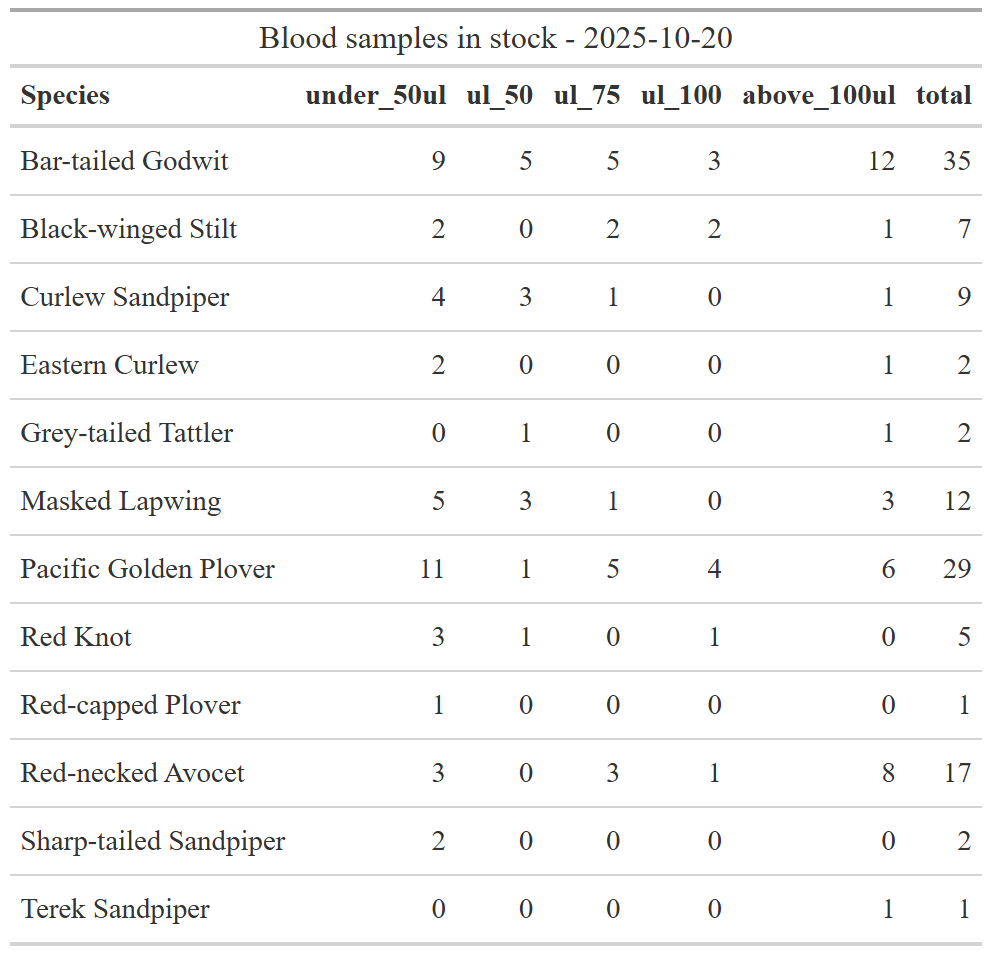 Blood samples in stock - 2025-10-20
Species under_50ul ul_50 ul_75 ul_100 above_100ul total
Bar-tailed Godwit 9 5 5 3 12 35
Black-winged Stilt 2 0 2 2 1 7
Curlew Sandpiper 4 3 1 0 1 9
Eastern Curlew 2 0 0 0 1 2
Grey-tailed Tattler 0 1 0 0 1 2
Masked Lapwing 5 3 1 0 3 12
Pacific Golden Plover 11 1 5 4 6 29
Red Knot 3 1 0 1 0 5
Red-capped Plover 1 0 0 0 0 1
Red-necked Avocet 3 0 3 1 8 17
Sharp-tailed Sandpiper 2 0 0 0 0 2
Terek Sandpiper 0 0 0 0 1 1